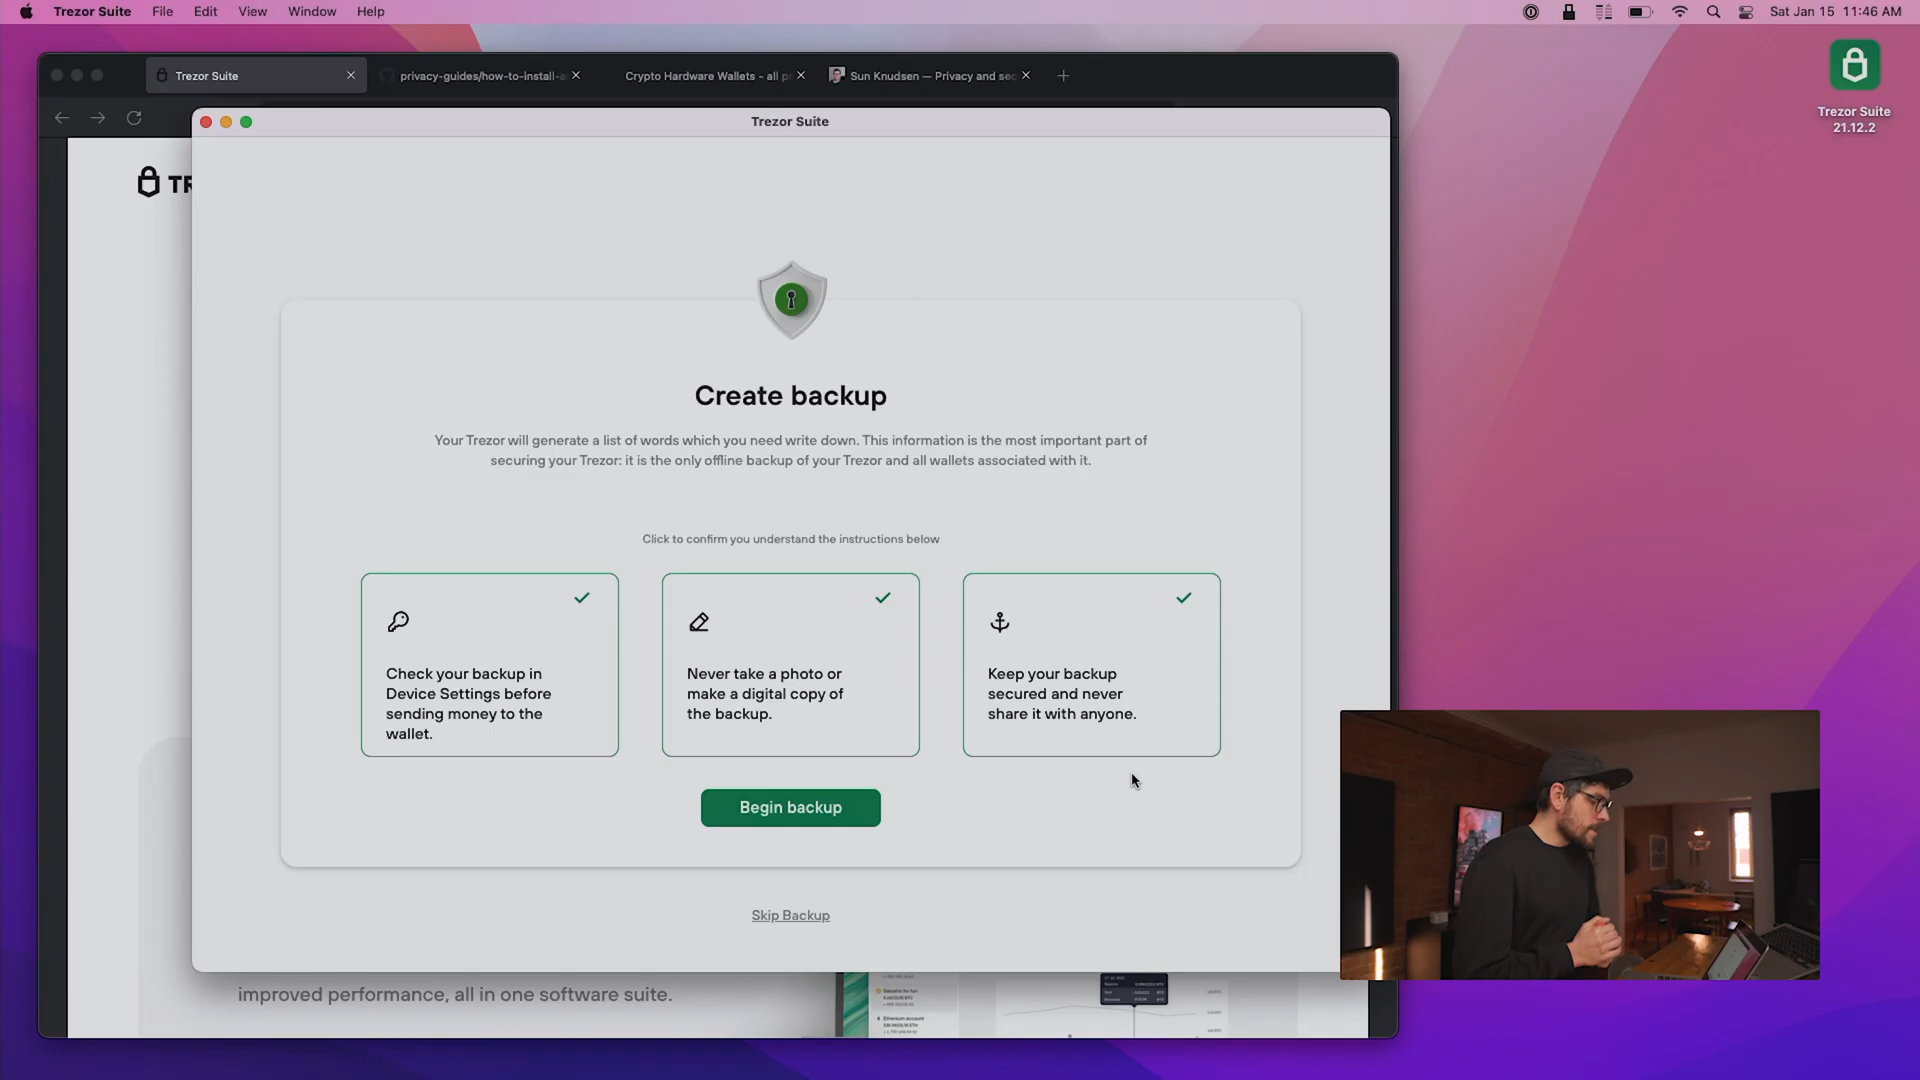 Trezor Suite File Edit View Window Help
Sat Jan 15 11:46 AM
Trezor Suite
privacy-guides/how-to-install-
Crypto Hardware Wallets - all pr
Sun Knudsen — Privacy and sec
Trezor Suite
21.12.2
Trezor Suite
TR
Create backup
Your Trezor will generate a list of words which you need write down. This information is the most important part of
securing your Trezor: it is the only offline backup of your Trezor and all wallets associated with it.
Click to confirm you understand the instructions below
Check your backup in
Device Settings before
sending money to the
wallet.
Never take a photo or
make a digital copy of
the backup.
Keep your backup
secured and never
share it with anyone.
Begin backup
Skip Backup
improved performance, all in one software suite.
Ethereum account